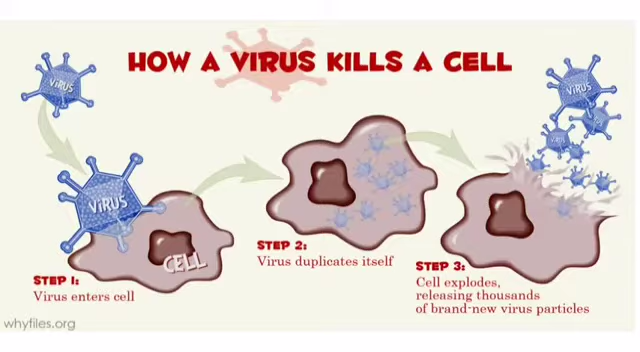 HOW A VIRUS KILLS A CELL
VIRUS
VIRUS
CELL
STEP 1:
Virus enters cell
STEP 2:
Virus duplicates itself
VIRUS
STEP 3:
Cell explodes,
releasing thousands
of brand-new virus particles
whyfiles.org